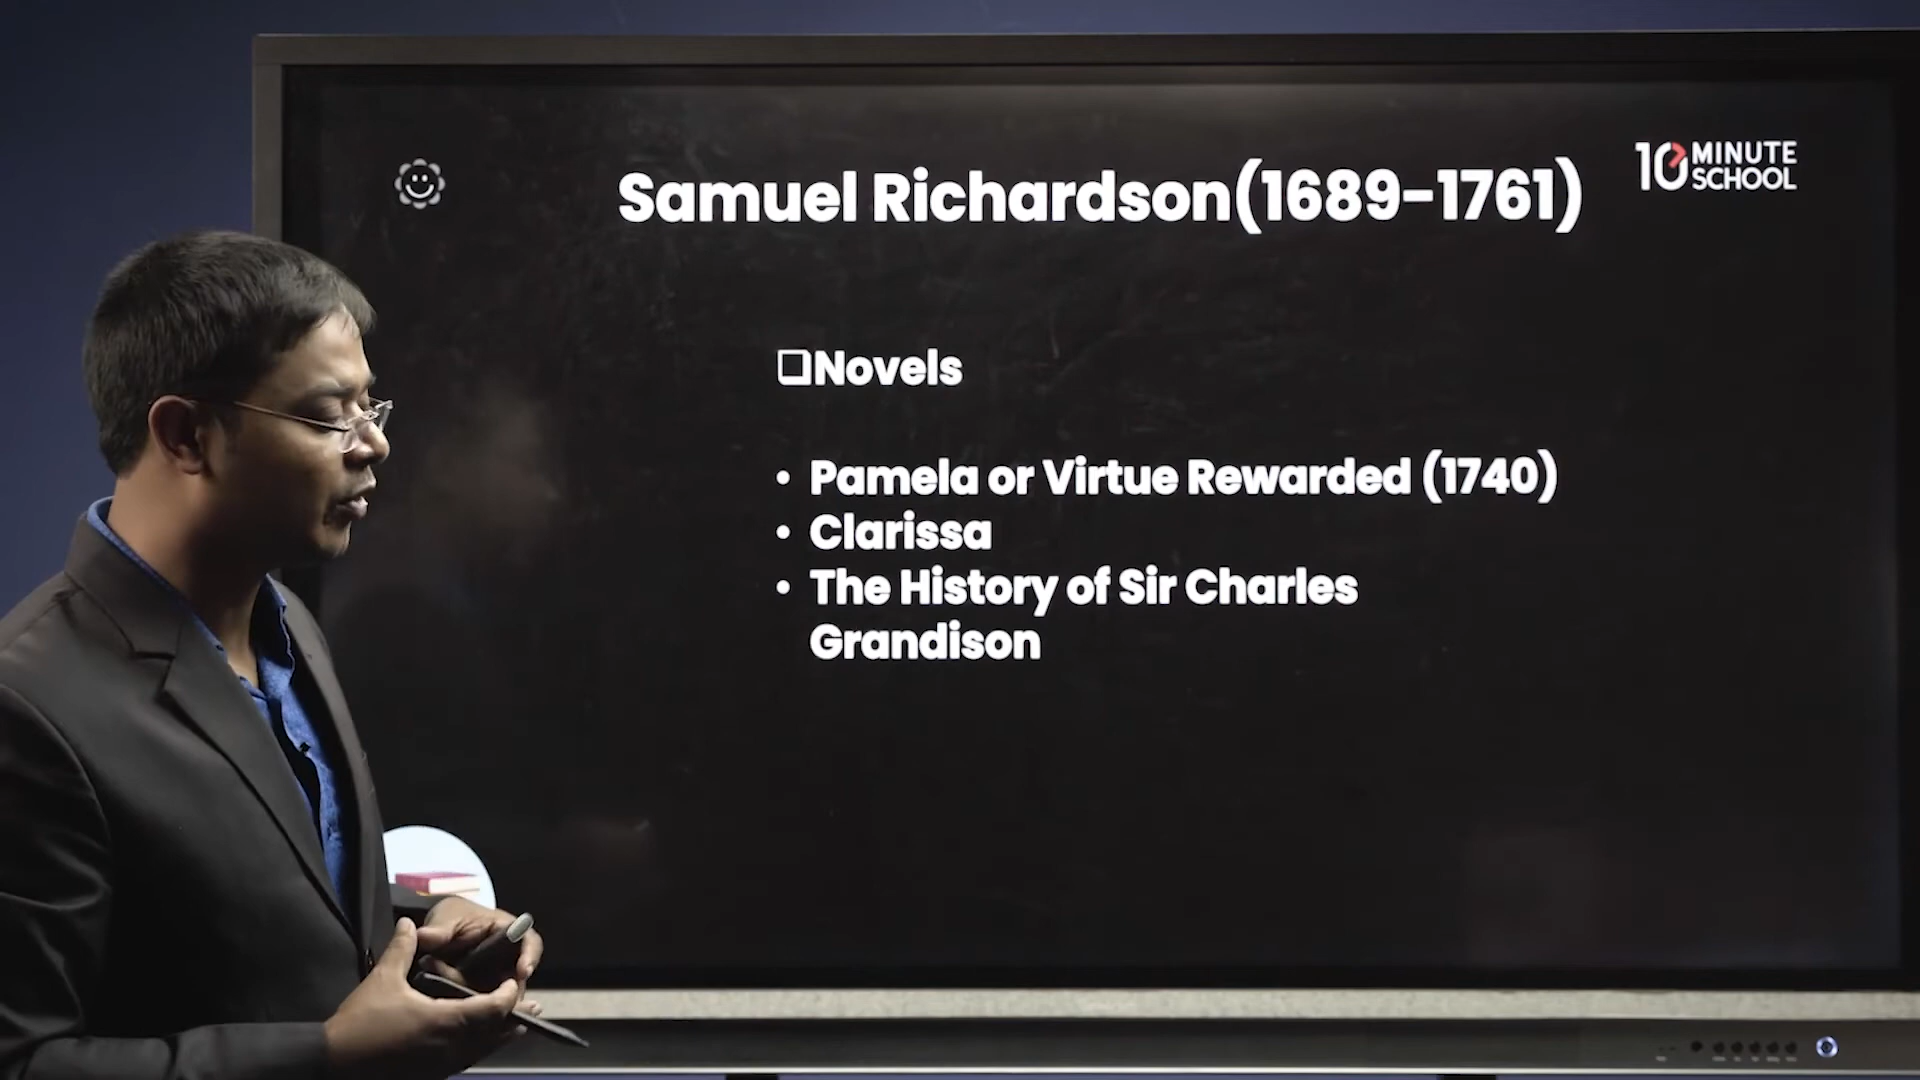 Samuel Richardson(1689-1761)
10 MINUTE
SCHOOL
❑Novels
• Pamela or Virtue Rewarded (1740)
• Clarissa
• The History of Sir Charles
Grandison